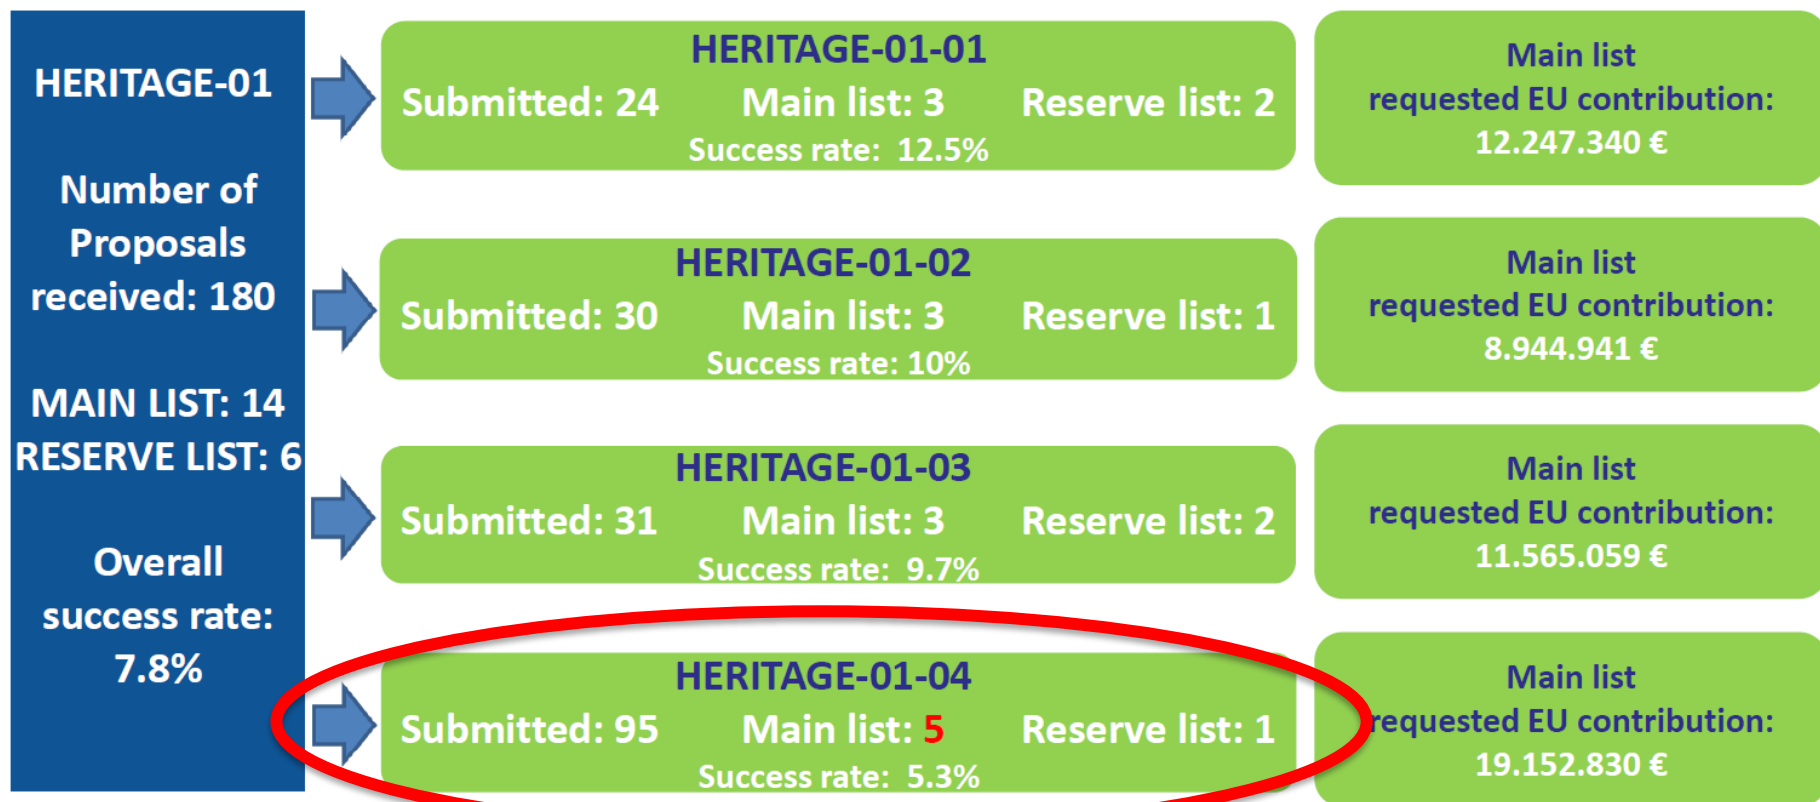 HERITAGE-01
Number of
Proposals
received: 180
MAIN LIST: 14
RESERVE LIST: 6
Overall
success rate:
7.8%
HERITAGE-01-01
Submitted: 24 Main list: 3 Reserve list: 2
Success rate: 12.5%
Main list
requested EU contribution:
12.247.340 €
HERITAGE-01-02
Submitted: 30 Main list: 3 Reserve list: 1
Success rate: 10%
Main list
requested EU contribution:
8.944.941 €
HERITAGE-01-03
Submitted: 31 Main list: 3 Reserve list: 2
Success rate: 9.7%
Main list
requested EU contribution:
11.565.059 €
HERITAGE-01-04
Submitted: 95 Main list: 5 Reserve list: 1
Success rate: 5.3%
Main list
requested EU contribution:
19.152.830 €